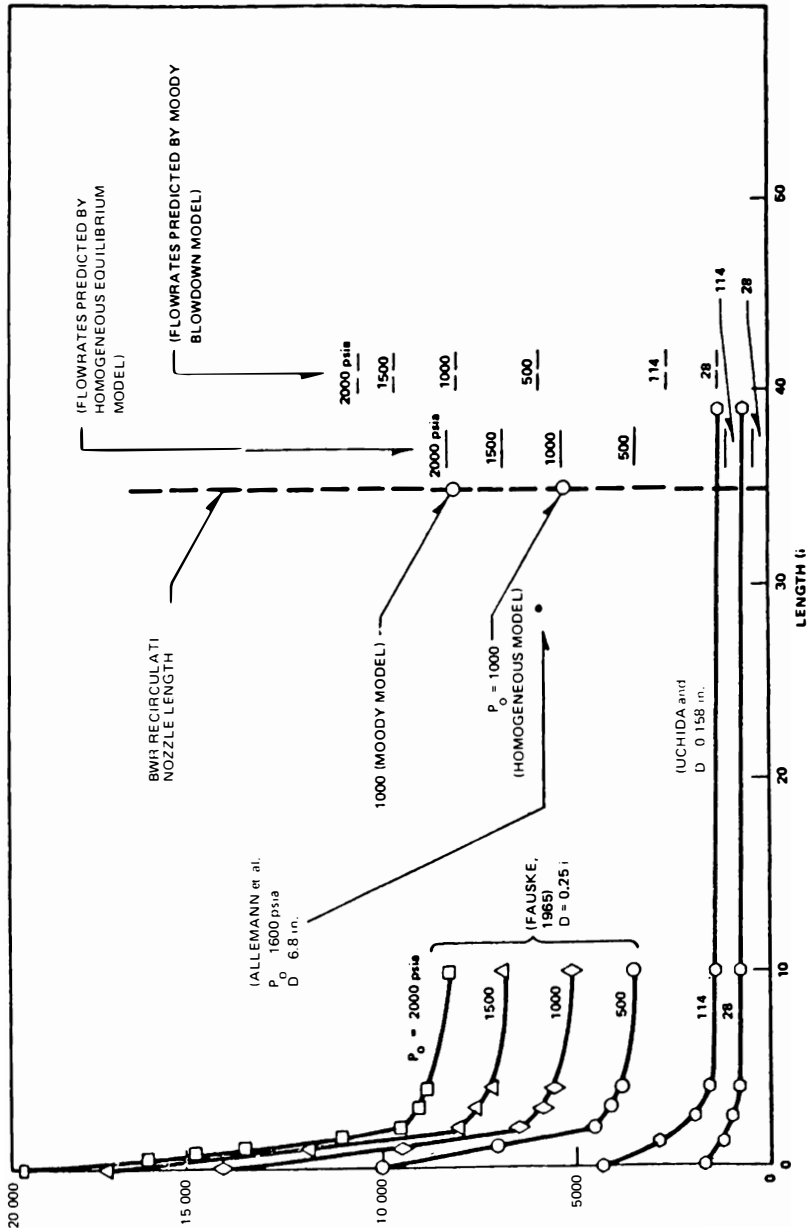 (FLOWRATES PREDICTED BY
HOMOGENEOUS EQUILIBRIUM
MODEL)
(FLOWRATES PREDICTED BY MOODY
BLOWDOWN MODEL)
BWR RECIRCULATI
NOZZLE LENGTH
2000 psia
1500
1000
500
114
28
2000 psia
1500
1000
500
114
28
1000 (MOODY MODEL)
P_o = 1000
(HOMOGENEOUS MODEL)
(ALLEMANN et al.
P_o 1600 psia
D 6.8 in.
(FAUSKE,
1965)
D = 0.25 i
(UCHIDA and
D 0.158 in.
P_o = 2000 psia
1500
1000
500
114
28
20 000
15 000
10 000
5000
0
0
10
20
30
40
50
LENGTH (i